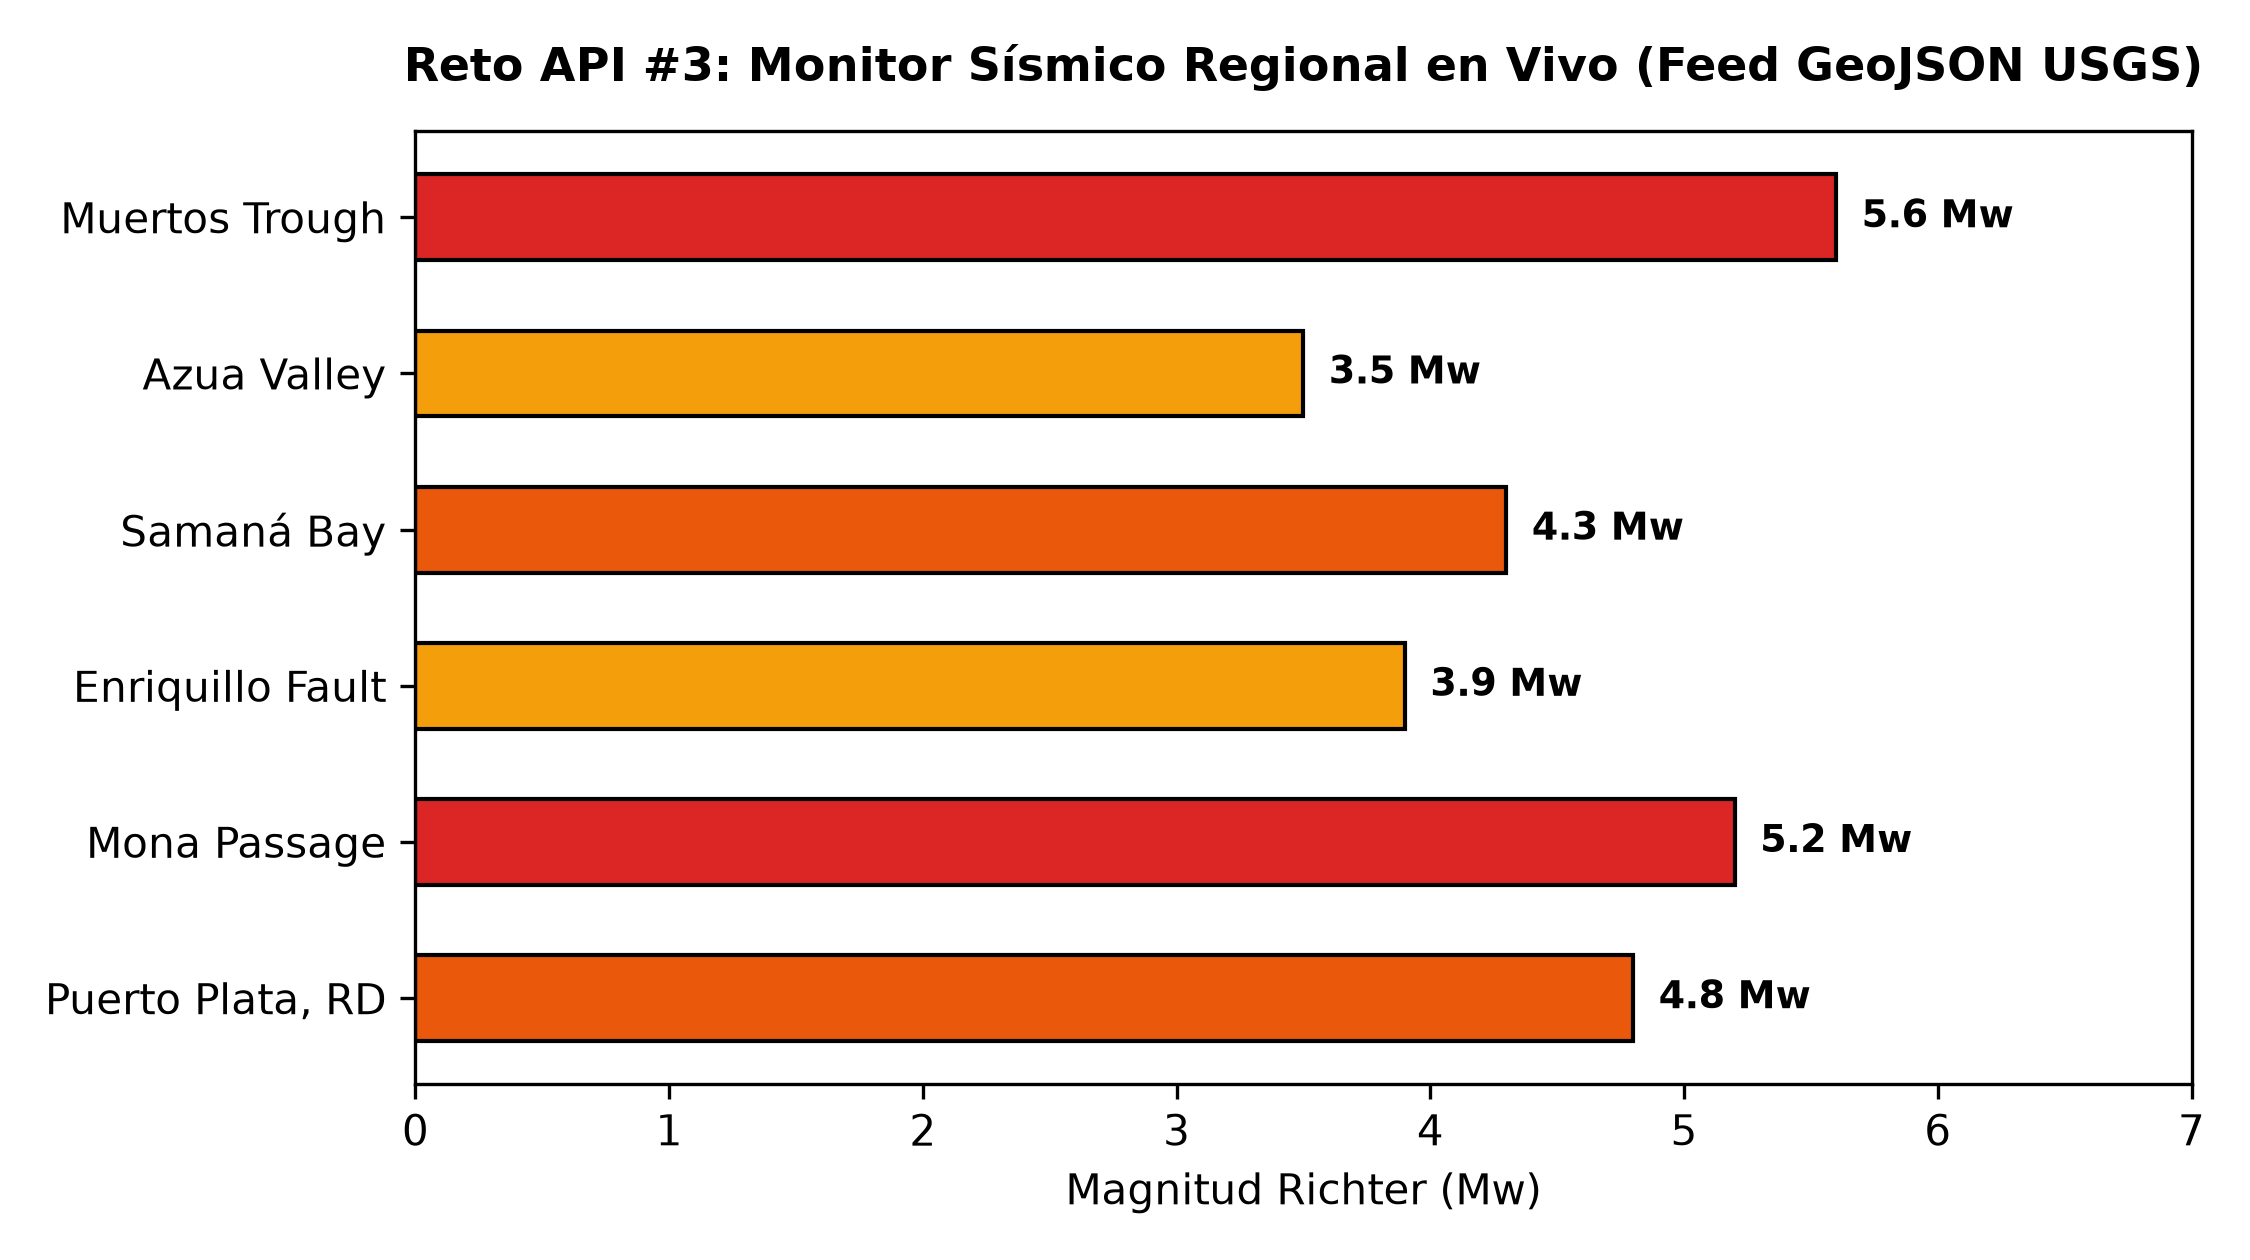 Reto API #3: Monitor Sísmico Regional en Vivo (Feed GeoJSON USGS)
Muertos Trough
5.6 Mw
Azua Valley
3.5 Mw
Samaná Bay
4.3 Mw
Enriquillo Fault
3.9 Mw
Mona Passage
5.2 Mw
Puerto Plata, RD
4.8 Mw
0 1 2 3 4 5 6 7
Magnitud Richter (Mw)